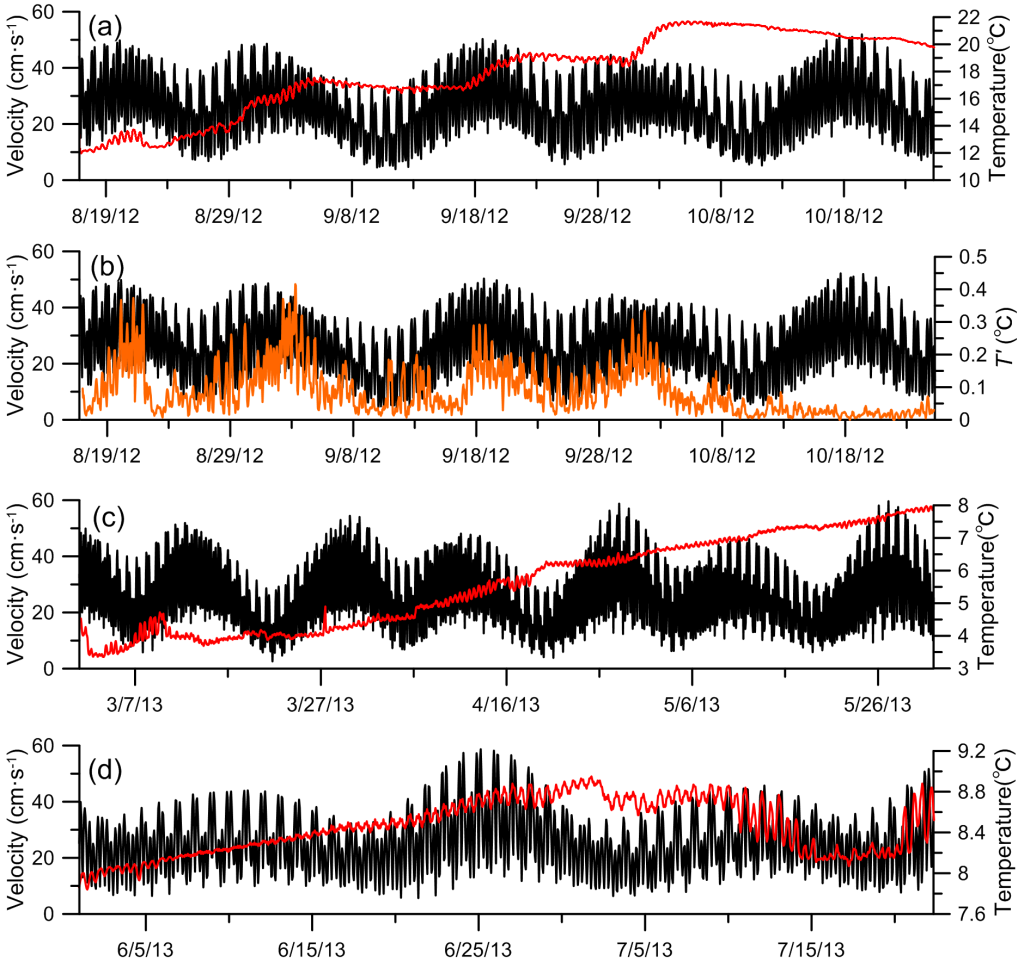 (a)
Velocity (cm·s⁻¹)
60
40
20
0
22
20
18
16
14
12
10
Temperature(°C)
8/19/12 8/29/12 9/8/12 9/18/12 9/28/12 10/8/12 10/18/12
(b)
Velocity (cm·s⁻¹)
60
40
20
0
0.5
0.4
0.3
0.2
0.1
0
T' (°C)
8/19/12 8/29/12 9/8/12 9/18/12 9/28/12 10/8/12 10/18/12
(c)
Velocity (cm·s⁻¹)
60
40
20
0
8
7
6
5
4
3
Temperature(°C)
3/7/13 3/27/13 4/16/13 5/6/13 5/26/13
(d)
Velocity (cm·s⁻¹)
60
40
20
0
9.2
8.8
8.4
8
7.6
Temperature(°C)
6/5/13 6/15/13 6/25/13 7/5/13 7/15/13